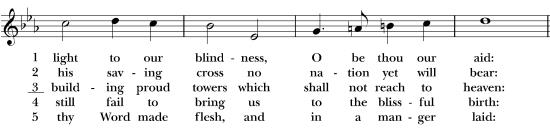 1 light to our blind - ness, O be thou our aid:
2 his sav - ing cross no na - tion yet will bear:
3 build - ing proud towers which shall not reach to heaven:
4 still fail to bring us to the bliss - ful birth:
5 thy Word made flesh, and in a man - ger laid: